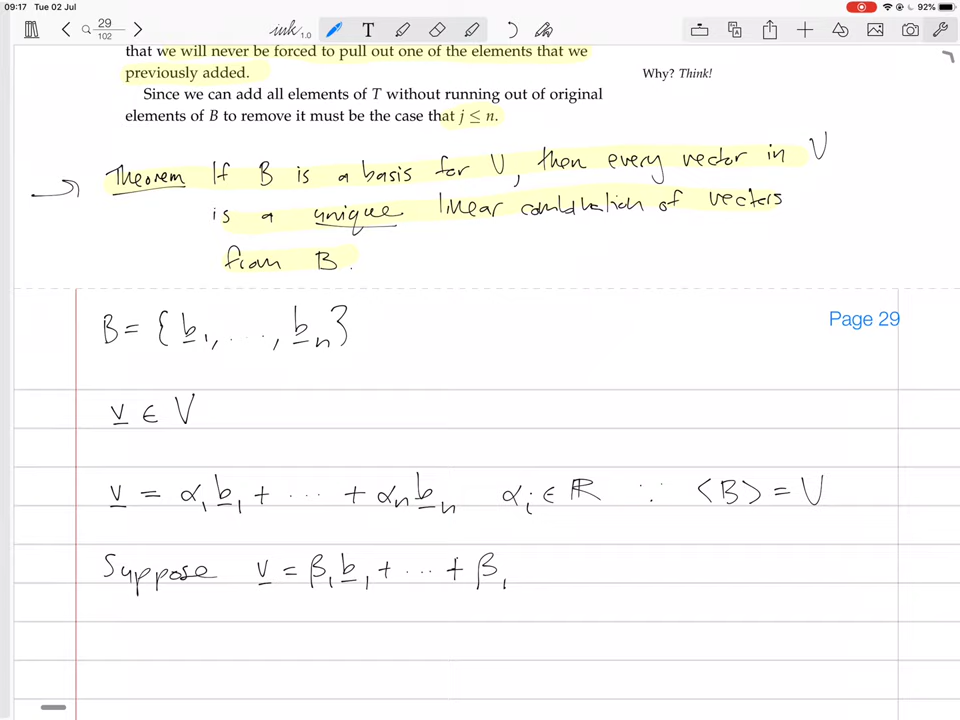 09:17 Tue 02 Jul
92%
29
102
ink 1.0
T
that we will never be forced to pull out one of the elements that we
previously added.
Why? Think!
Since we can add all elements of T without running out of original
elements of B to remove it must be the case that j ≤ n.
→ Theorem If B is a basis for V, then every vector in V
is a unique linear combination of vectors
from B.
Page 29
B = {b₁, ..., bₙ}
v ∈ V
v = α₁b₁ + ... + αₙbₙ αᵢ ∈ ℝ ∵ ⟨B⟩ = V
Suppose v = β₁b₁ + ... + β₁